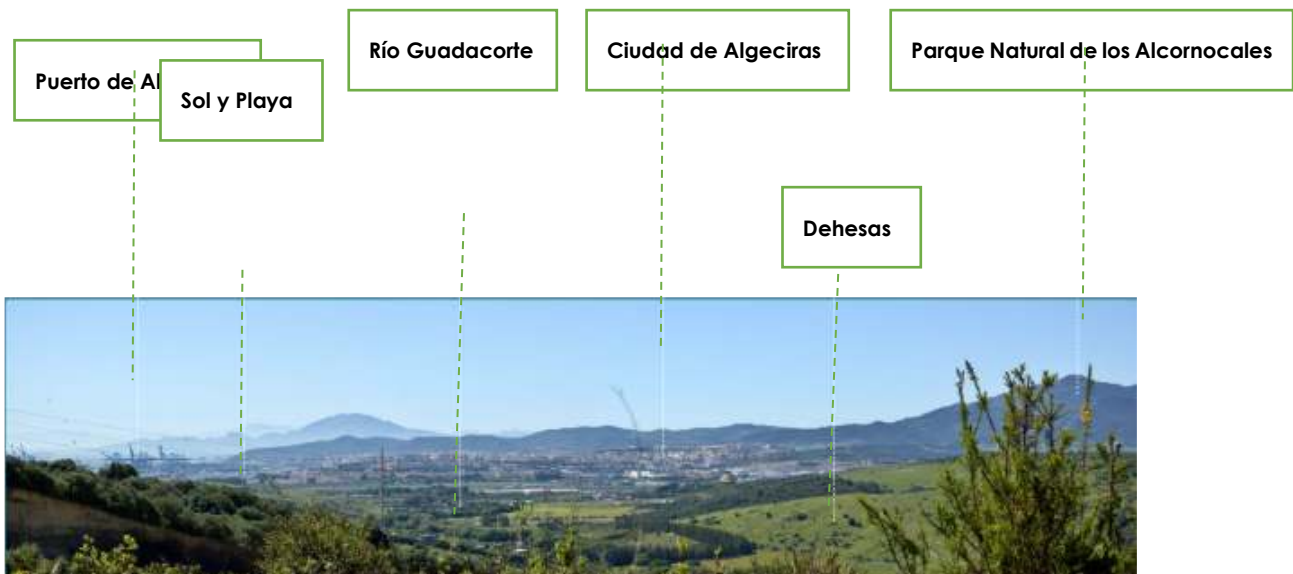 Puerto de
Sol y Playa
Río Guadacorte
Ciudad de Algeciras
Parque Natural de los Alcornocales
Dehesas